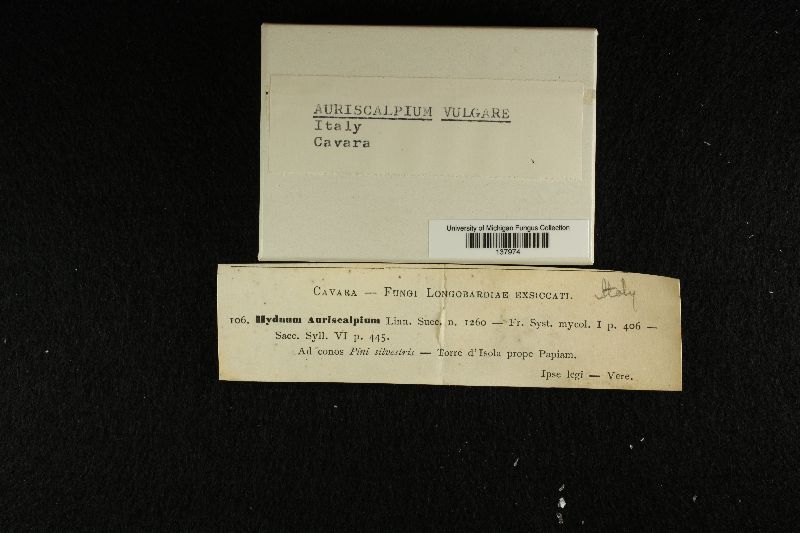 AURISCALPIUM VULGARE
Italy
Cavara
University of Michigan Fungus Collection
137974
CAVARA — FUNGI LONGOBARDIAE EXSICCATI.
Italy
106. Hydnum Auriscalpium Linn. Suec. n. 1260 — Fr. Syst. mycol. I p. 406 —
Sacc. Syll. VI p. 445.
Ad conos Pini silvestris — Torre d'Isola prope Papiam.
Ipse legi — Vere.